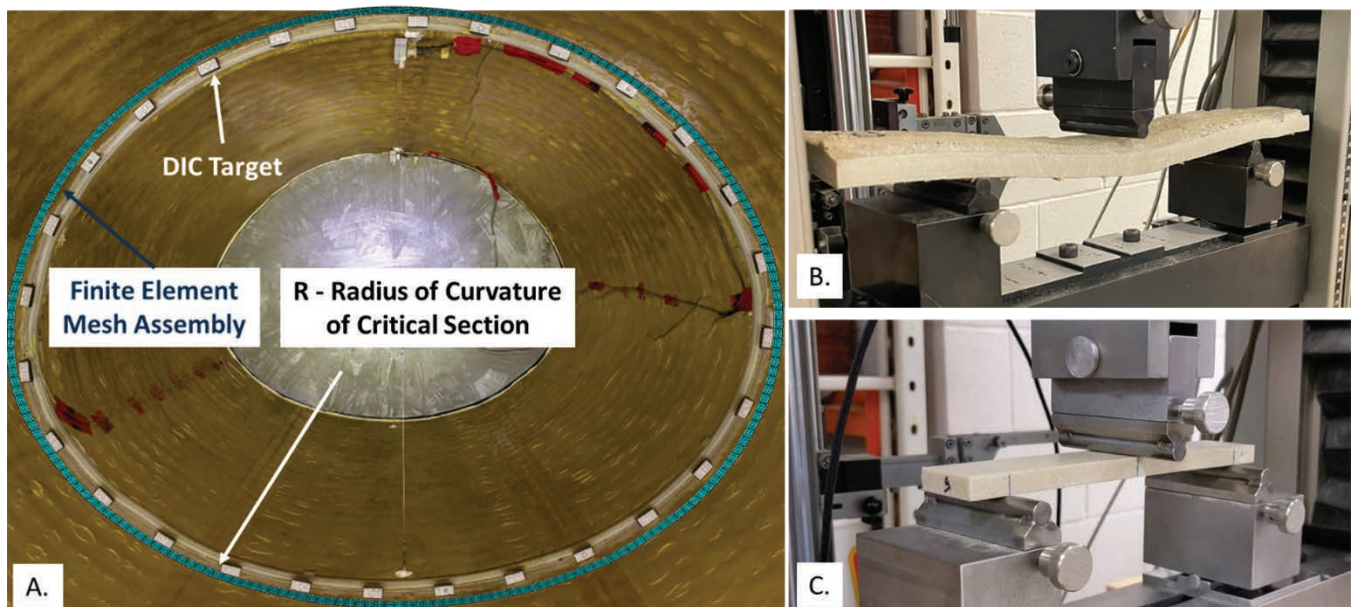 DIC Target
Finite Element
Mesh Assembly
R - Radius of Curvature
of Critical Section
A.
B.
C.